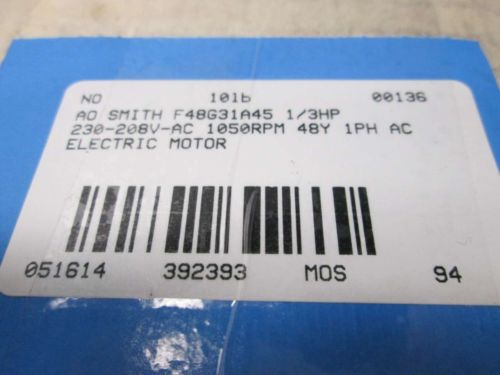 NO 10lb 00136
AO SMITH F48G31A45 1/3HP
230-208V-AC 1050RPM 48Y 1PH AC
ELECTRIC MOTOR
051614 392393 MOS 94